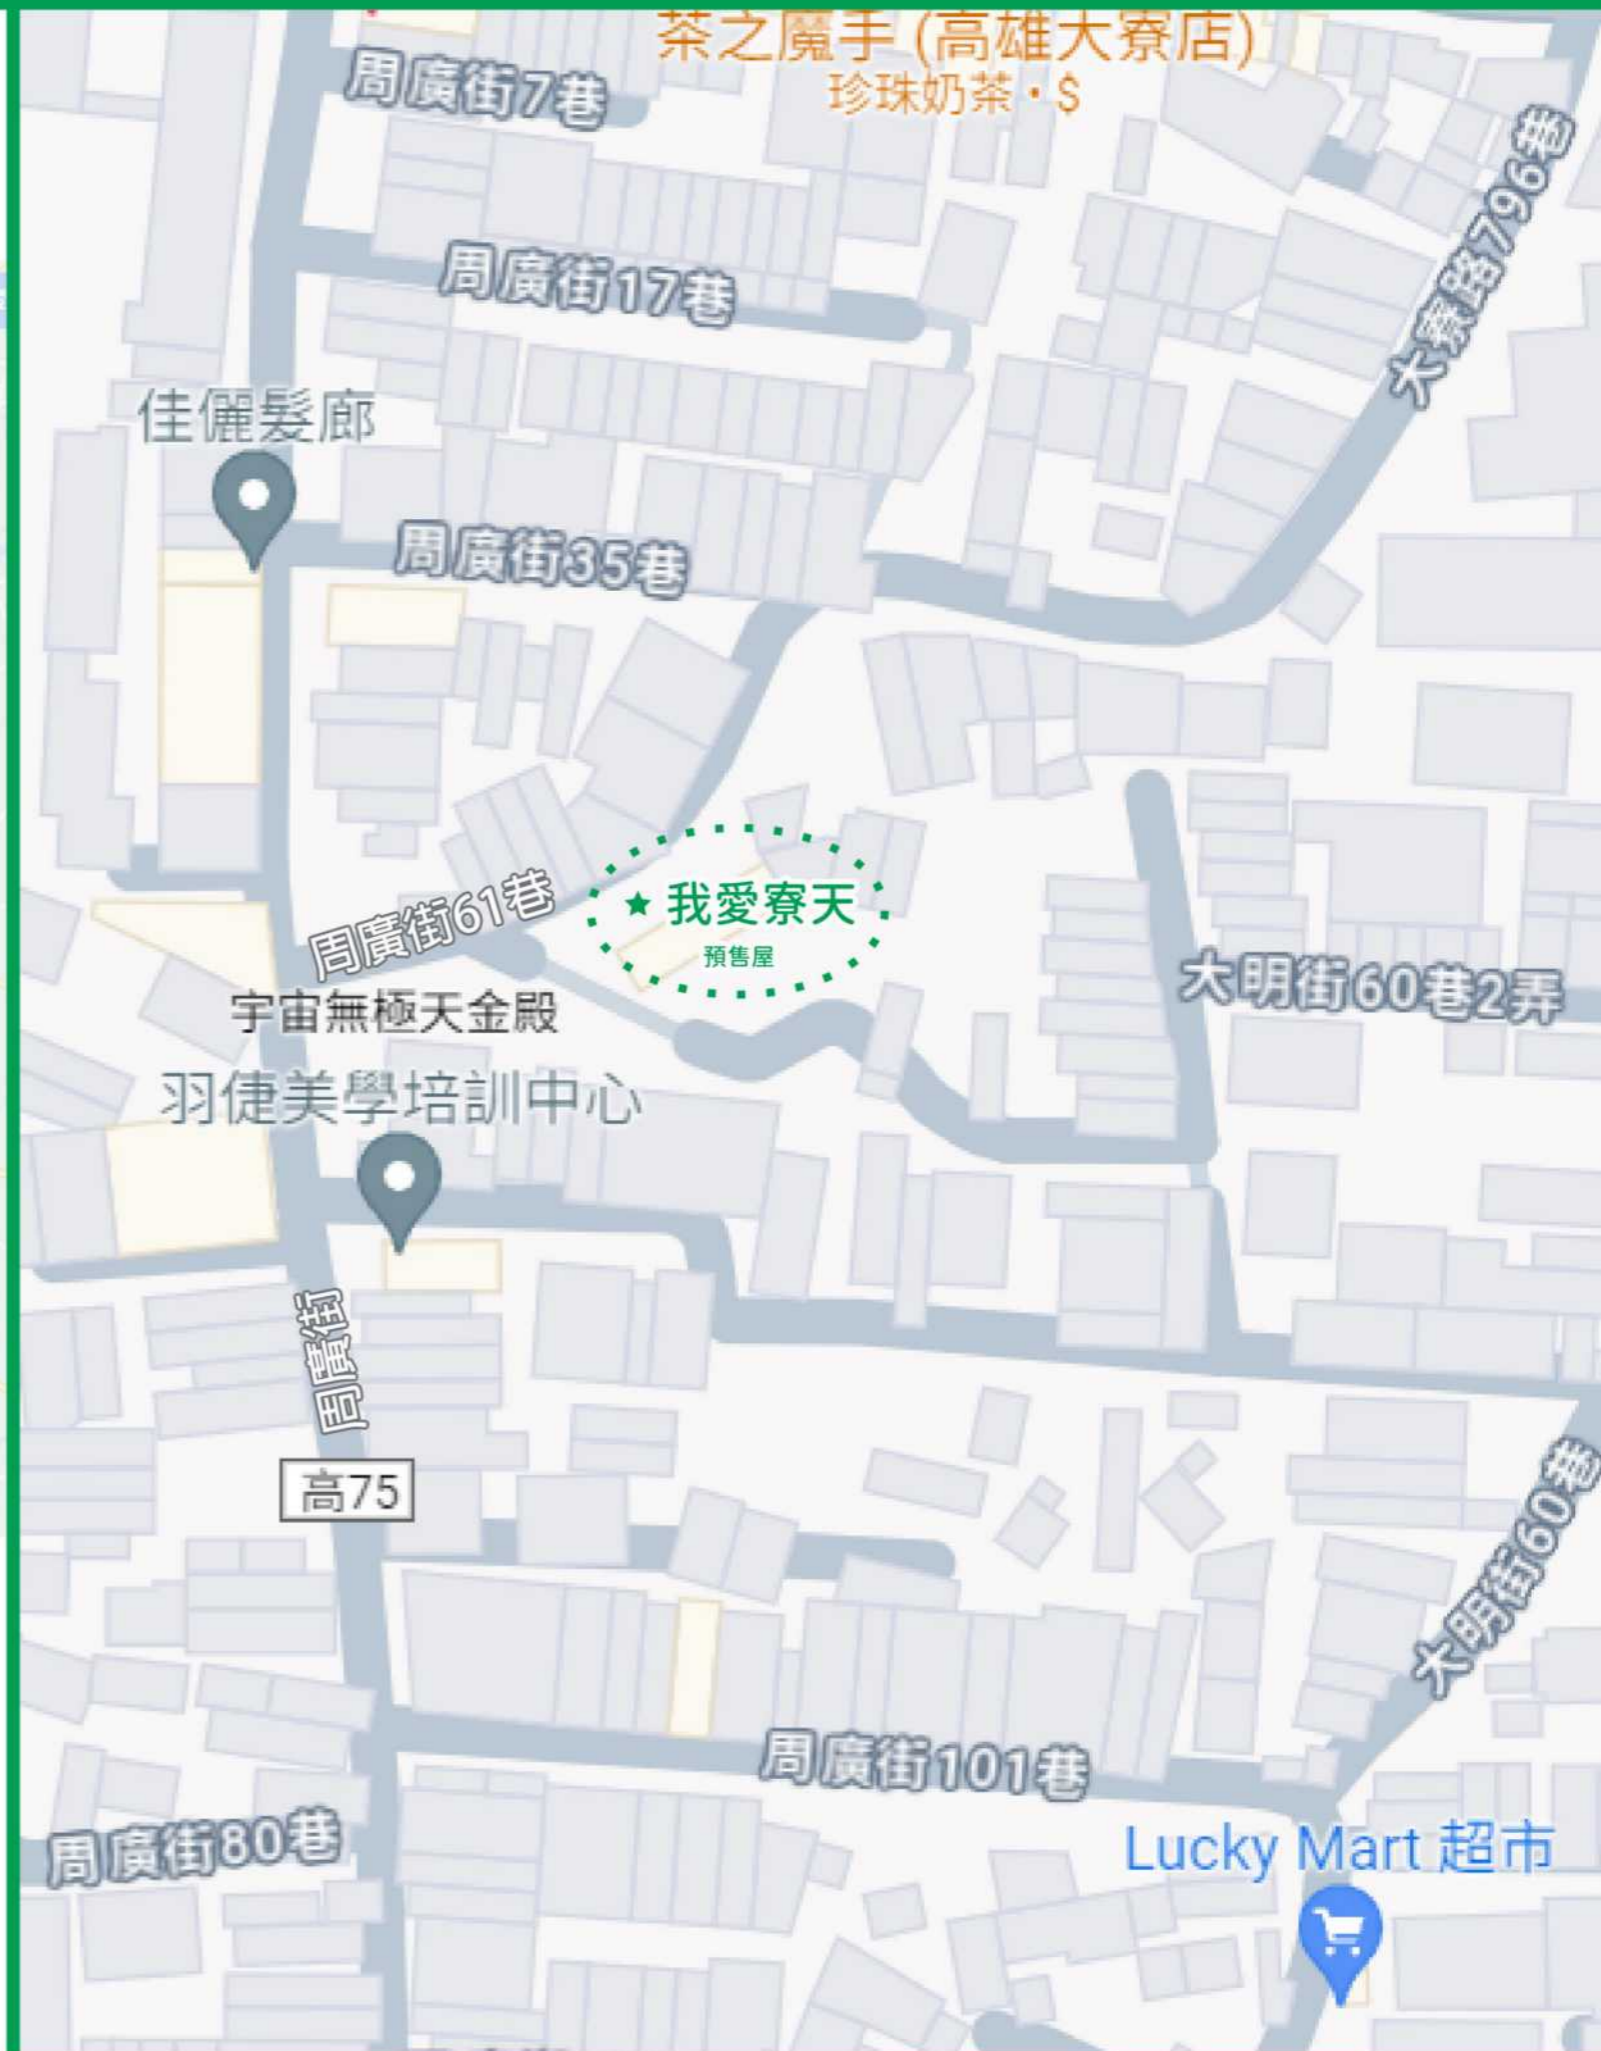 茶之魔手 (高雄大寮店)
珍珠奶茶・$
周廣街7巷
大寮路796巷
周廣街17巷
佳儷髮廊
周廣街35巷
周廣街61巷
★ 我愛寮天
預售屋
大明街60巷2弄
宇宙無極天金殿
羽倢美學培訓中心
周廣街
高75
大明街60巷
周廣街101巷
周廣街80巷
Lucky Mart 超市